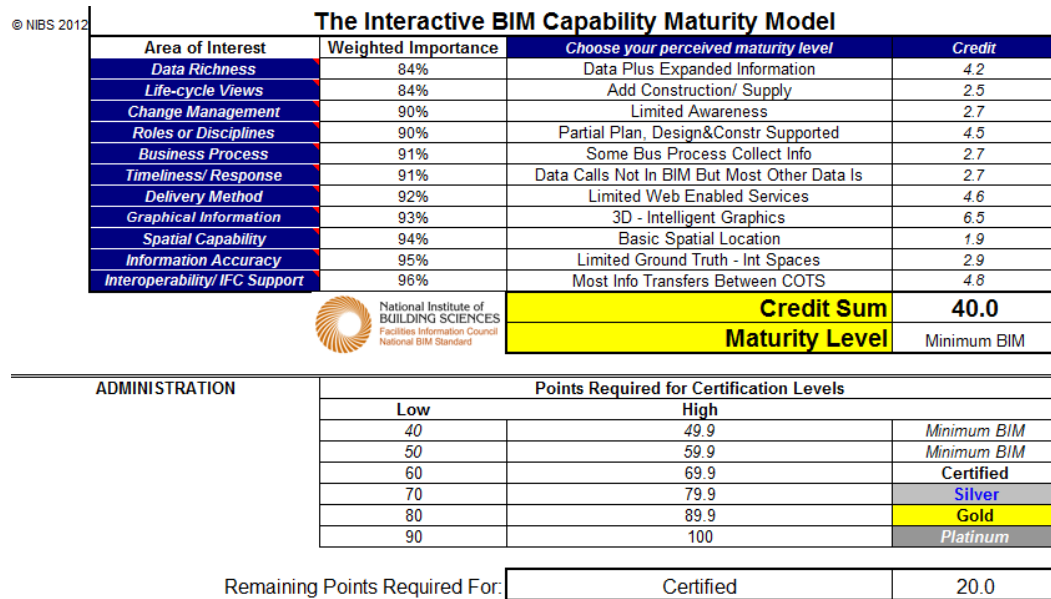 © NIBS 2012 The Interactive BIM Capability Maturity Model
Area of Interest Weighted Importance Choose your perceived maturity level Credit
Data Richness 84% Data Plus Expanded Information 4.2
Life-cycle Views 84% Add Construction/ Supply 2.5
Change Management 90% Limited Awareness 2.7
Roles or Disciplines 90% Partial Plan, Design&Constr Supported 4.5
Business Process 91% Some Bus Process Collect Info 2.7
Timeliness/ Response 91% Data Calls Not In BIM But Most Other Data Is 2.7
Delivery Method 92% Limited Web Enabled Services 4.6
Graphical Information 93% 3D - Intelligent Graphics 6.5
Spatial Capability 94% Basic Spatial Location 1.9
Information Accuracy 95% Limited Ground Truth - Int Spaces 2.9
Interoperability/ IFC Support 96% Most Info Transfers Between COTS 4.8
National Institute of
BUILDING SCIENCES
Facilities Information Council
National BIM Standard
Credit Sum 40.0
Maturity Level Minimum BIM
ADMINISTRATION Points Required for Certification Levels
Low High
40 49.9 Minimum BIM
50 59.9 Minimum BIM
60 69.9 Certified
70 79.9 Silver
80 89.9 Gold
90 100 Platinum
Remaining Points Required For: Certified 20.0